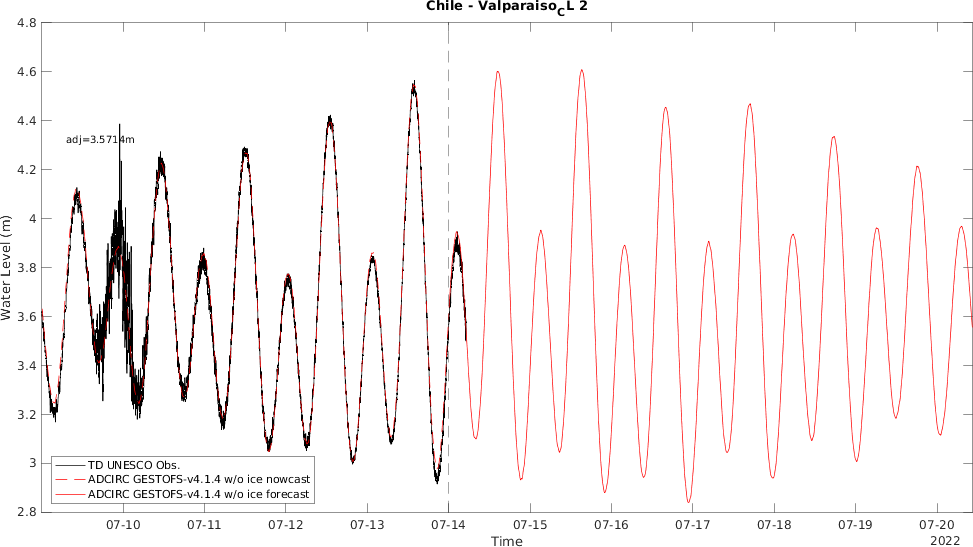 Chile - Valparaiso_CL 2
4.8
4.6
4.4
4.2
4
3.8
3.6
3.4
3.2
3
2.8
Water Level (m)
adj=3.5714m
TD UNESCO Obs.
ADCIRC GESTOFS-v4.1.4 w/o ice nowcast
ADCIRC GESTOFS-v4.1.4 w/o ice forecast
07-10 07-11 07-12 07-13 07-14 07-15 07-16 07-17 07-18 07-19 07-20
Time
2022